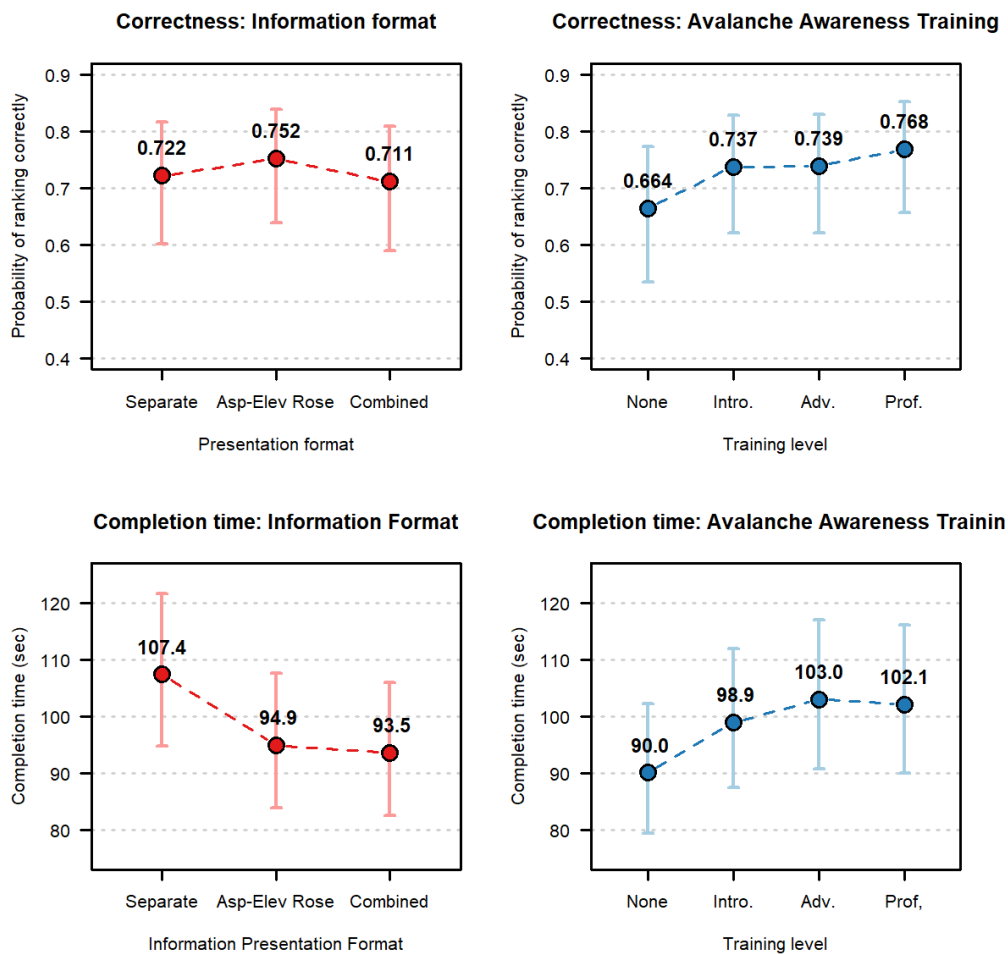 Correctness: Information format
Probability of ranking correctly
0.9
0.8
0.7
0.6
0.5
0.4
0.722
0.752
0.711
Separate Asp-Elev Rose Combined
Presentation format
Correctness: Avalanche Awareness Training
Probability of ranking correctly
0.9
0.8
0.7
0.6
0.5
0.4
0.664
0.737
0.739
0.768
None Intro. Adv. Prof.
Training level
Completion time: Information Format
Completion time (sec)
120
110
100
90
80
107.4
94.9
93.5
Separate Asp-Elev Rose Combined
Information Presentation Format
Completion time: Avalanche Awareness Trainin
Completion time (sec)
120
110
100
90
80
90.0
98.9
103.0
102.1
None Intro. Adv. Prof,
Training level